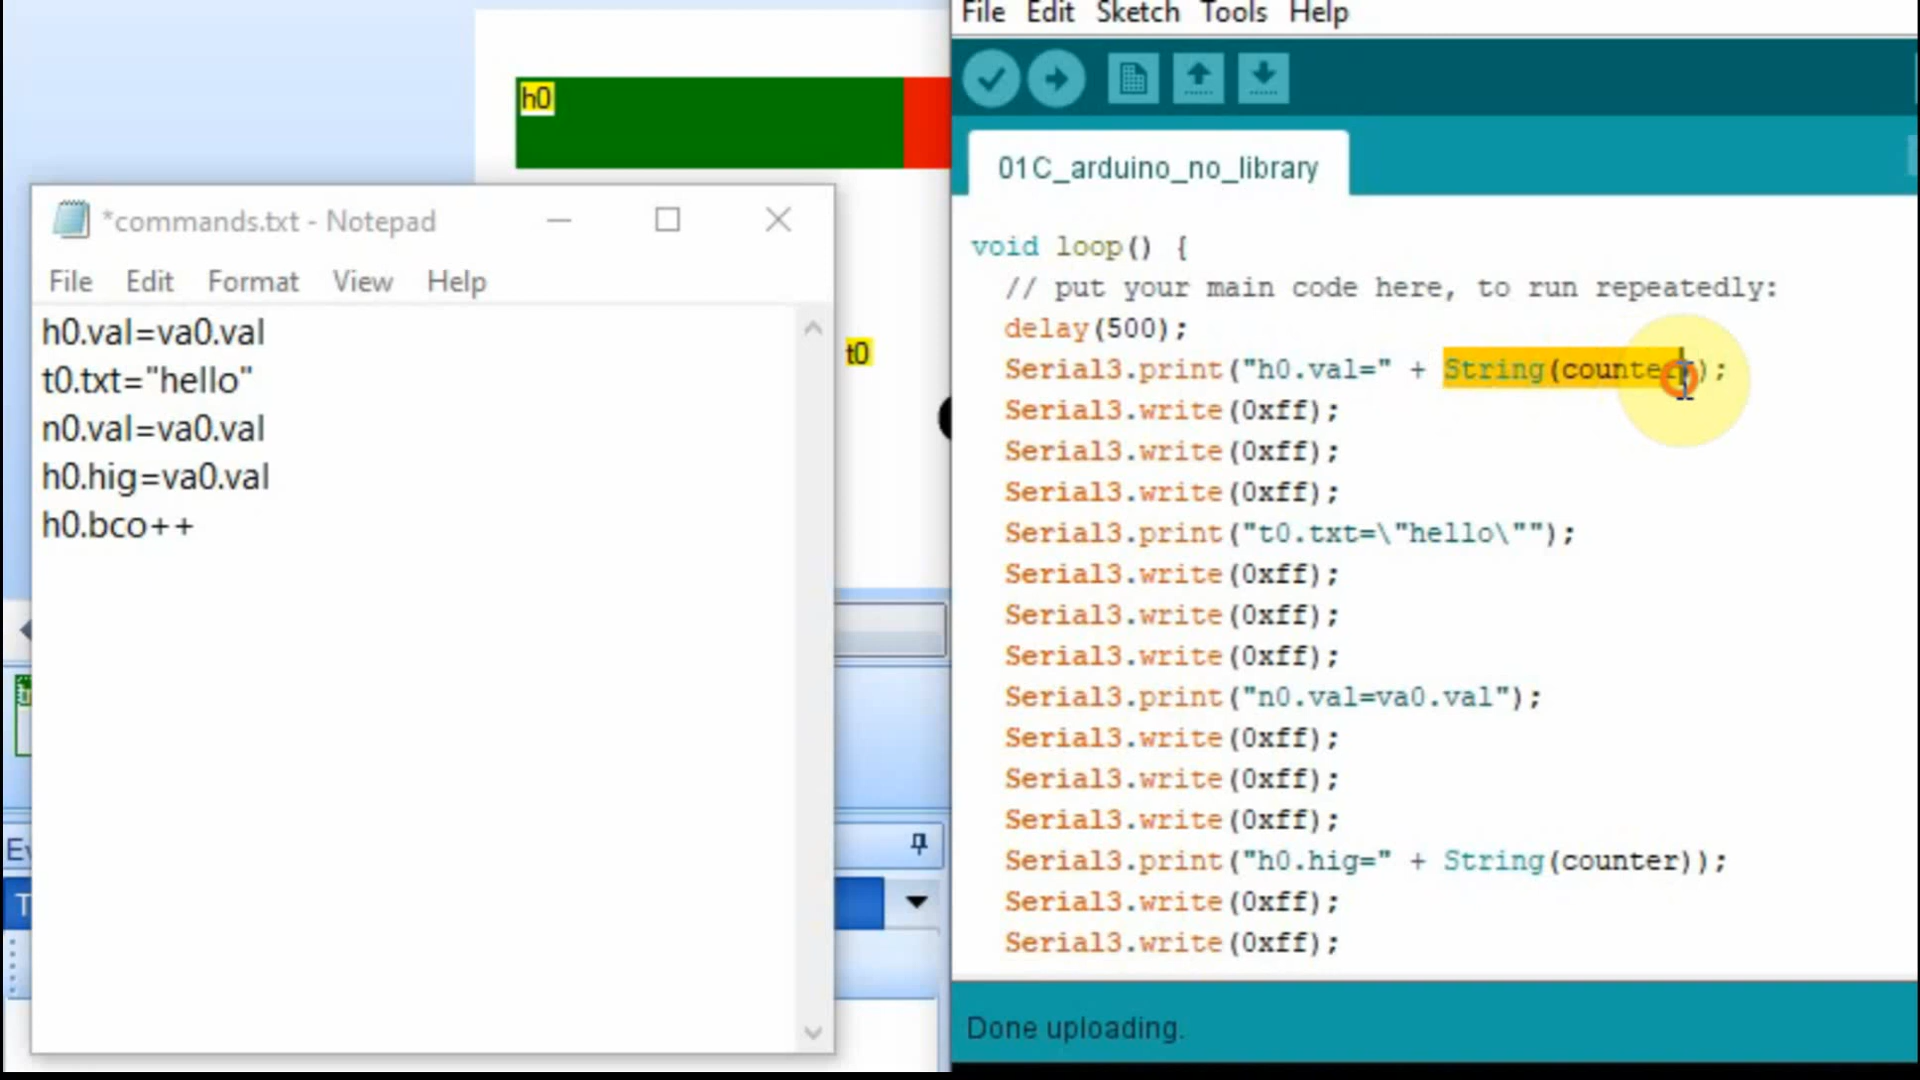 h0
t0
*commands.txt - Notepad
File Edit Format View Help
h0.val=va0.val
t0.txt="hello"
n0.val=va0.val
h0.hig=va0.val
h0.bco++
File Edit Sketch Tools Help
01C_arduino_no_library
void loop() {
// put your main code here, to run repeatedly:
delay(500);
Serial3.print("h0.val=" + String(counter));
Serial3.write(0xff);
Serial3.write(0xff);
Serial3.write(0xff);
Serial3.print("t0.txt=\"hello\"");
Serial3.write(0xff);
Serial3.write(0xff);
Serial3.write(0xff);
Serial3.print("n0.val=va0.val");
Serial3.write(0xff);
Serial3.write(0xff);
Serial3.write(0xff);
Serial3.print("h0.hig=" + String(counter));
Serial3.write(0xff);
Serial3.write(0xff);
Done uploading.